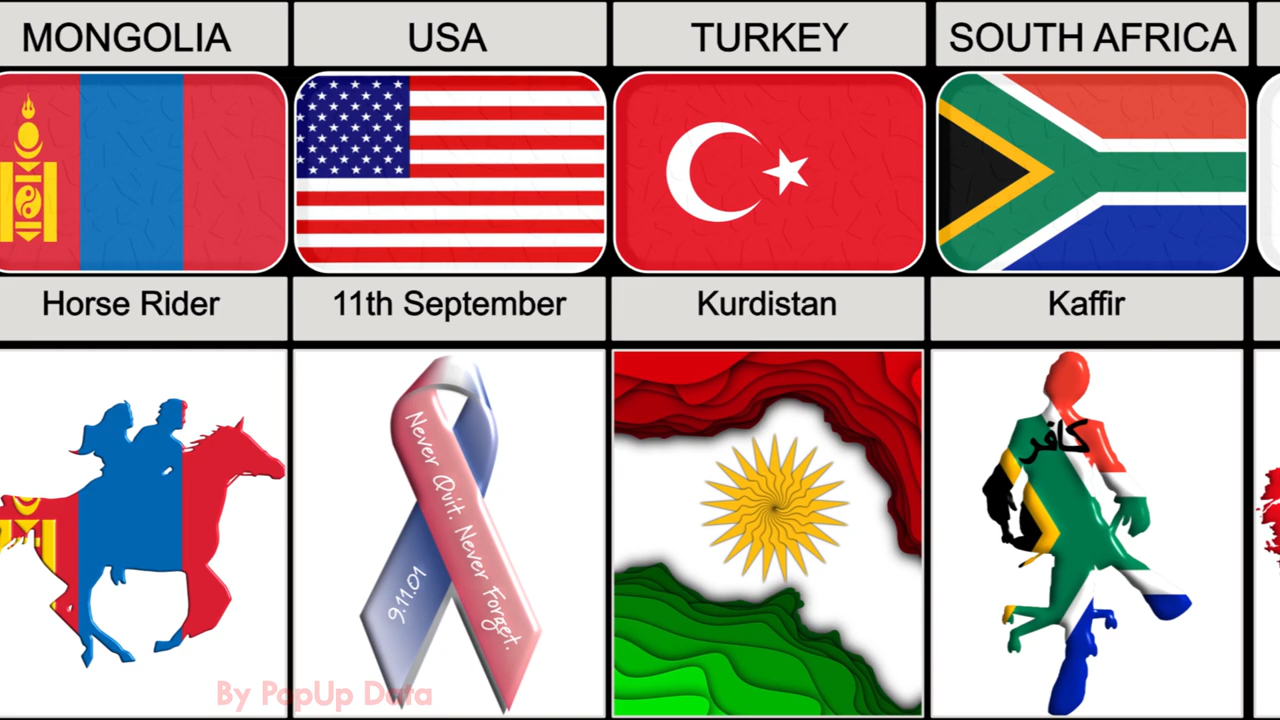 MONGOLIA
USA
TURKEY
SOUTH AFRICA
Horse Rider
11th September
Kurdistan
Kaffir
Never Quit. Never Forget.
9.11.01
كافر
By PopUp Data